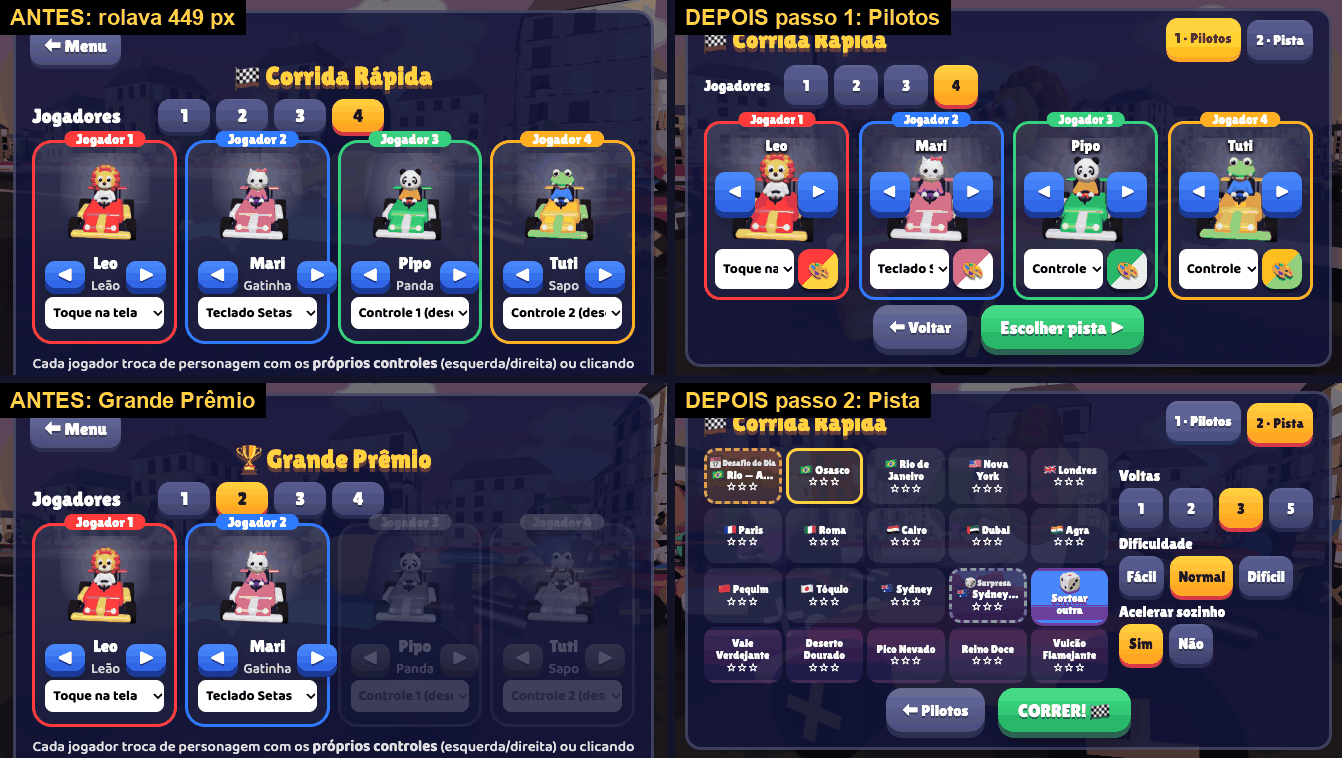 ANTES: rolava 449 px
Menu
Corrida Rápida
Jogadores 1 2 3 4
Jogador 1 Jogador 2 Jogador 3 Jogador 4
Leo Mari Pipo Tuti
Leão Gatinha Panda Sapo
Toque na tela Teclado Setas Controle 1 (des Controle 2 (des
Cada jogador troca de personagem com os próprios controles (esquerda/direita) ou clicando
DEPOIS passo 1: Pilotos
Corrida Rápida
1 · Pilotos 2 · Pista
Jogadores 1 2 3 4
Jogador 1 Jogador 2 Jogador 3 Jogador 4
Leo Mari Pipo Tuti
Toque na Teclado S Controle Controle
Voltar Escolher pista
ANTES: Grande Prêmio
Menu
Grande Prêmio
Jogadores 1 2 3 4
Jogador 1 Jogador 2 Jogador 3 Jogador 4
Leo Mari Pipo Tuti
Leão Gatinha Panda Sapo
Toque na tela Teclado Setas Controle 1 (des Controle 2 (des
Cada jogador troca de personagem com os próprios controles (esquerda/direita) ou clicando
DEPOIS passo 2: Pista
Corrida Rápida
1 · Pilotos 2 · Pista
Desafio do Dia
Rio – A... Osasco Rio de Janeiro Nova York Londres
Paris Roma Cairo Dubai Agra
Pequim Tóquio Sydney Surpresa Sydney... Sortear outra
Vale Verdejante Deserto Dourado Pico Nevado Reino Doce Vulcão Flamejante
Voltas
1 2 3 5
Dificuldade
Fácil Normal Difícil
Acelerar sozinho
Sim Não
Pilotos CORRER!